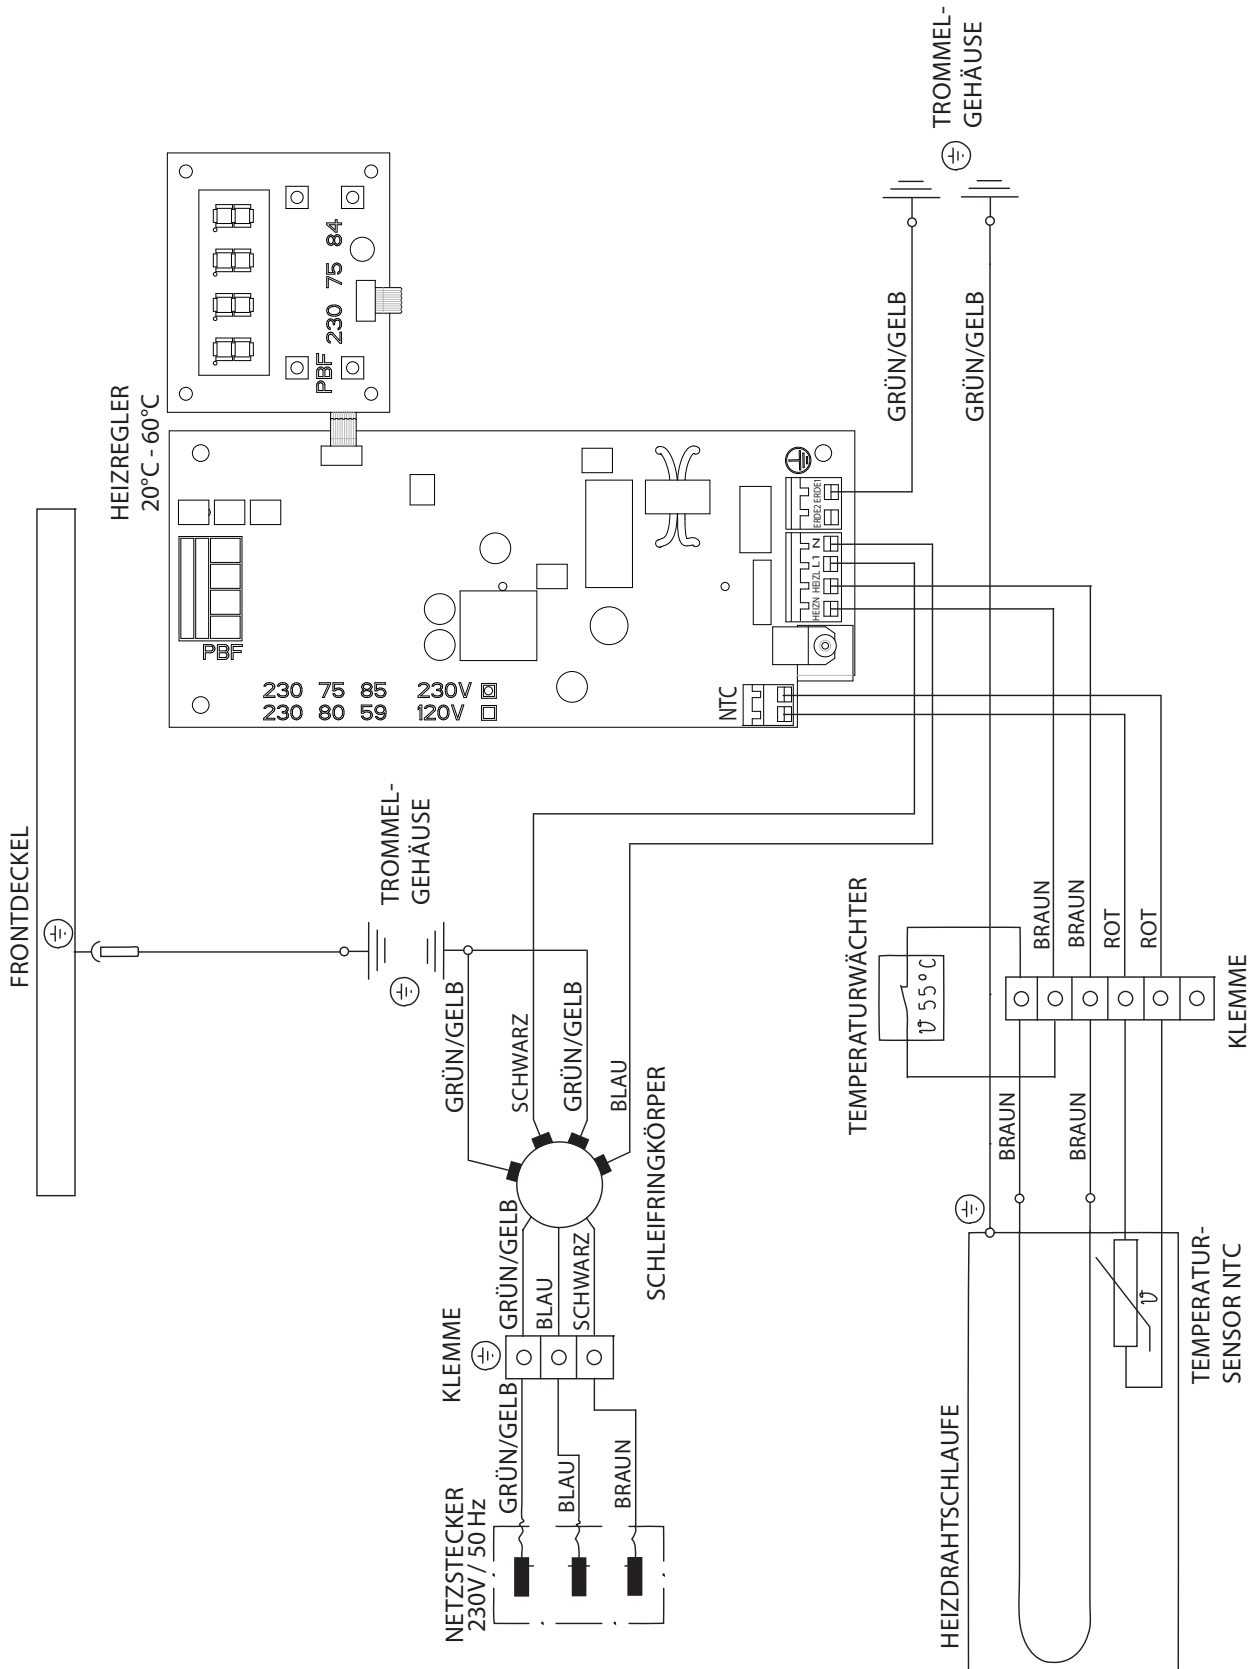 FRONTDECKEL
HEIZREGLER
20°C - 60°C
PBF
230 75 84
PBF
230 75 85 230V
230 80 59 120V
NTC
HEIZN
HEIZL
L1
N
ERDE2
ERDE1
TROMMEL-
GEHÄUSE
GRÜN/GELB
GRÜN/GELB
TROMMEL-
GEHÄUSE
GRÜN/GELB
SCHWARZ
GRÜN/GELB
BLAU
SCHLEIFRINGKÖRPER
KLEMME
GRÜN/GELB
BLAU
SCHWARZ
NETZSTECKER
230V / 50 Hz
GRÜN/GELB
BLAU
BRAUN
TEMPERATURWÄCHTER
ϑ 55°C
BRAUN
BRAUN
ROT
ROT
KLEMME
BRAUN
BRAUN
HEIZDRAHTSCHLAUFE
ϑ
TEMPERATUR-
SENSOR NTC